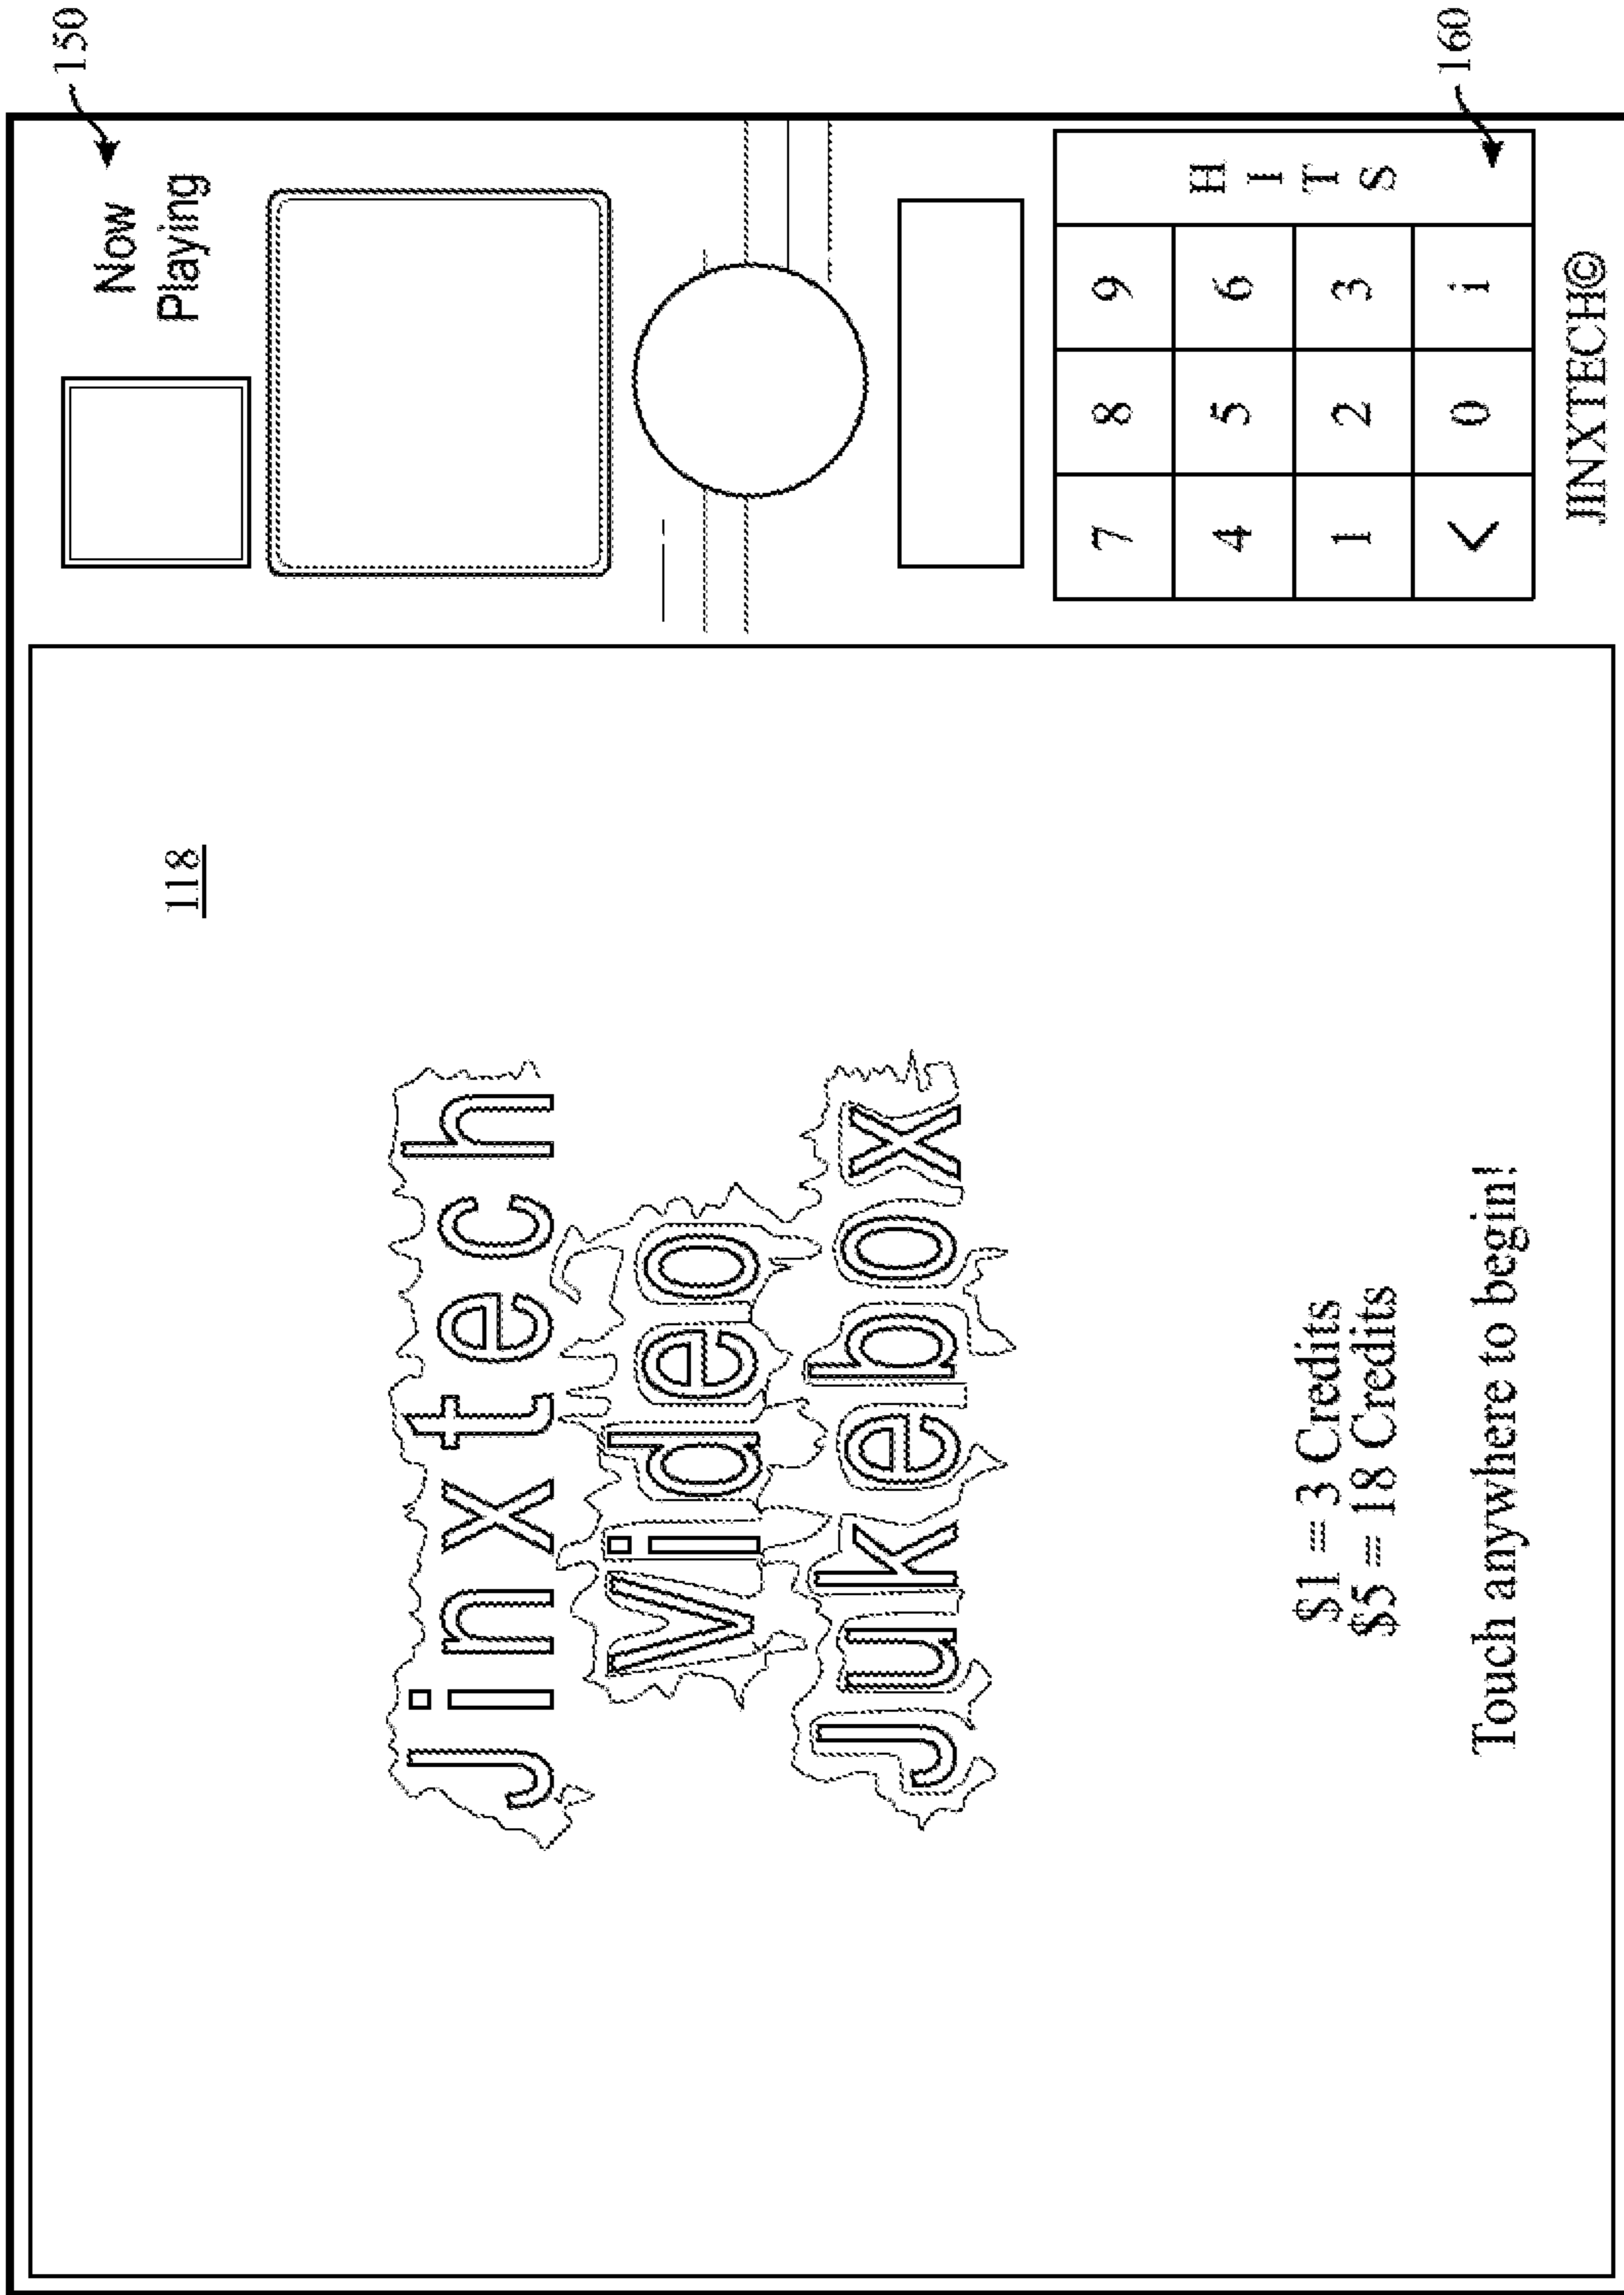 118
Jinxtech
Video
Jukebox
$1 = 3 Credits
$5 = 18 Credits
Touch anywhere to begin!
150
Now
Playing
7 8 9
4 5 6
1 2 3
< 0 i
H
I
T
S
160
JINXTECH©